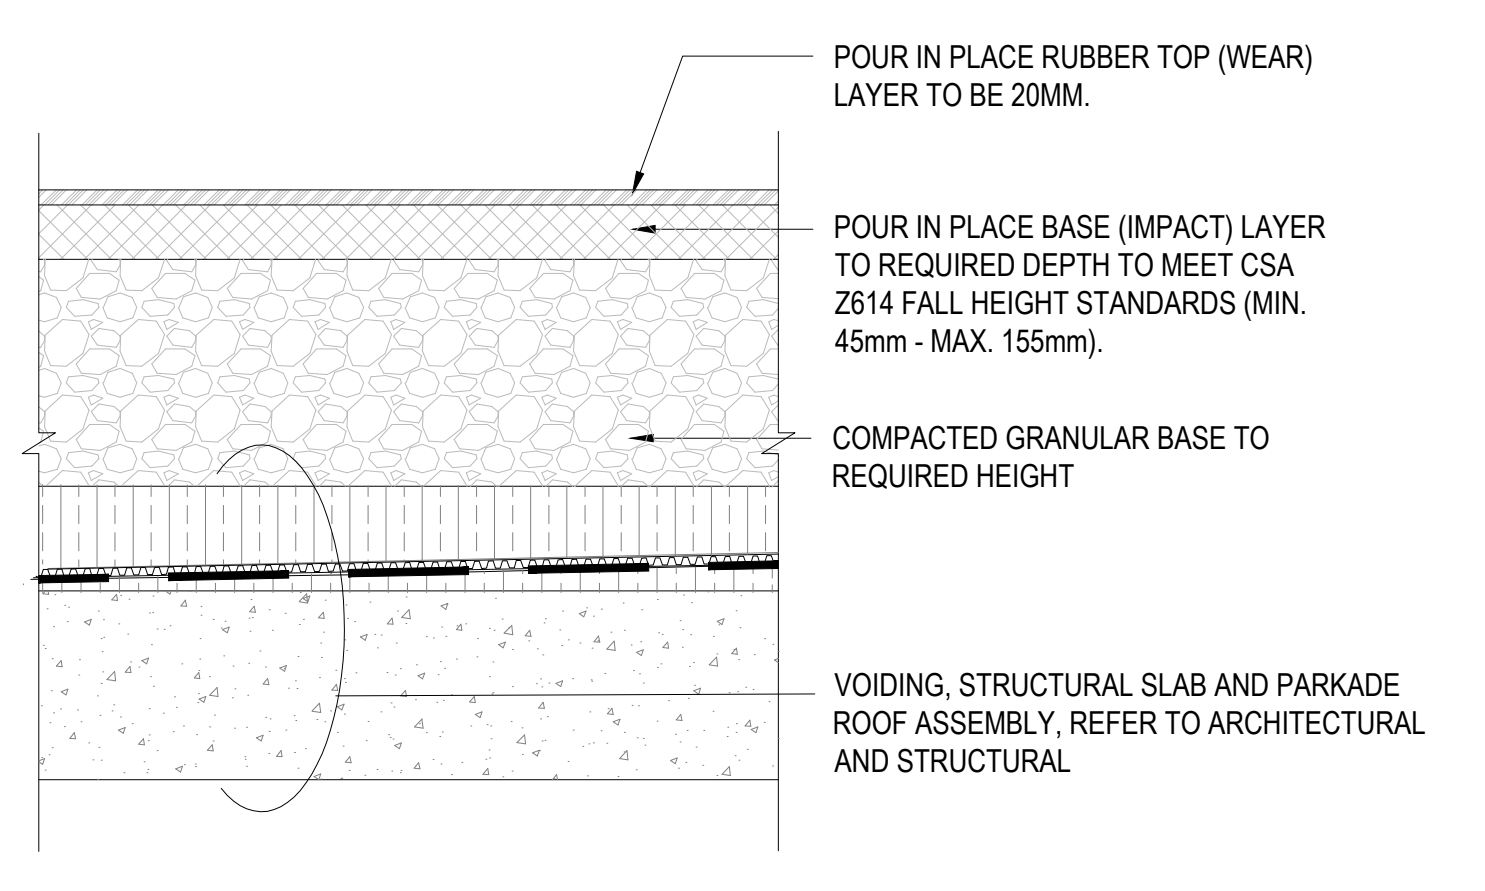 POUR IN PLACE RUBBER TOP (WEAR)
LAYER TO BE 20MM.
POUR IN PLACE BASE (IMPACT) LAYER
TO REQUIRED DEPTH TO MEET CSA
Z614 FALL HEIGHT STANDARDS (MIN.
45mm - MAX. 155mm).
COMPACTED GRANULAR BASE TO
REQUIRED HEIGHT
VOIDING, STRUCTURAL SLAB AND PARKADE
ROOF ASSEMBLY, REFER TO ARCHITECTURAL
AND STRUCTURAL